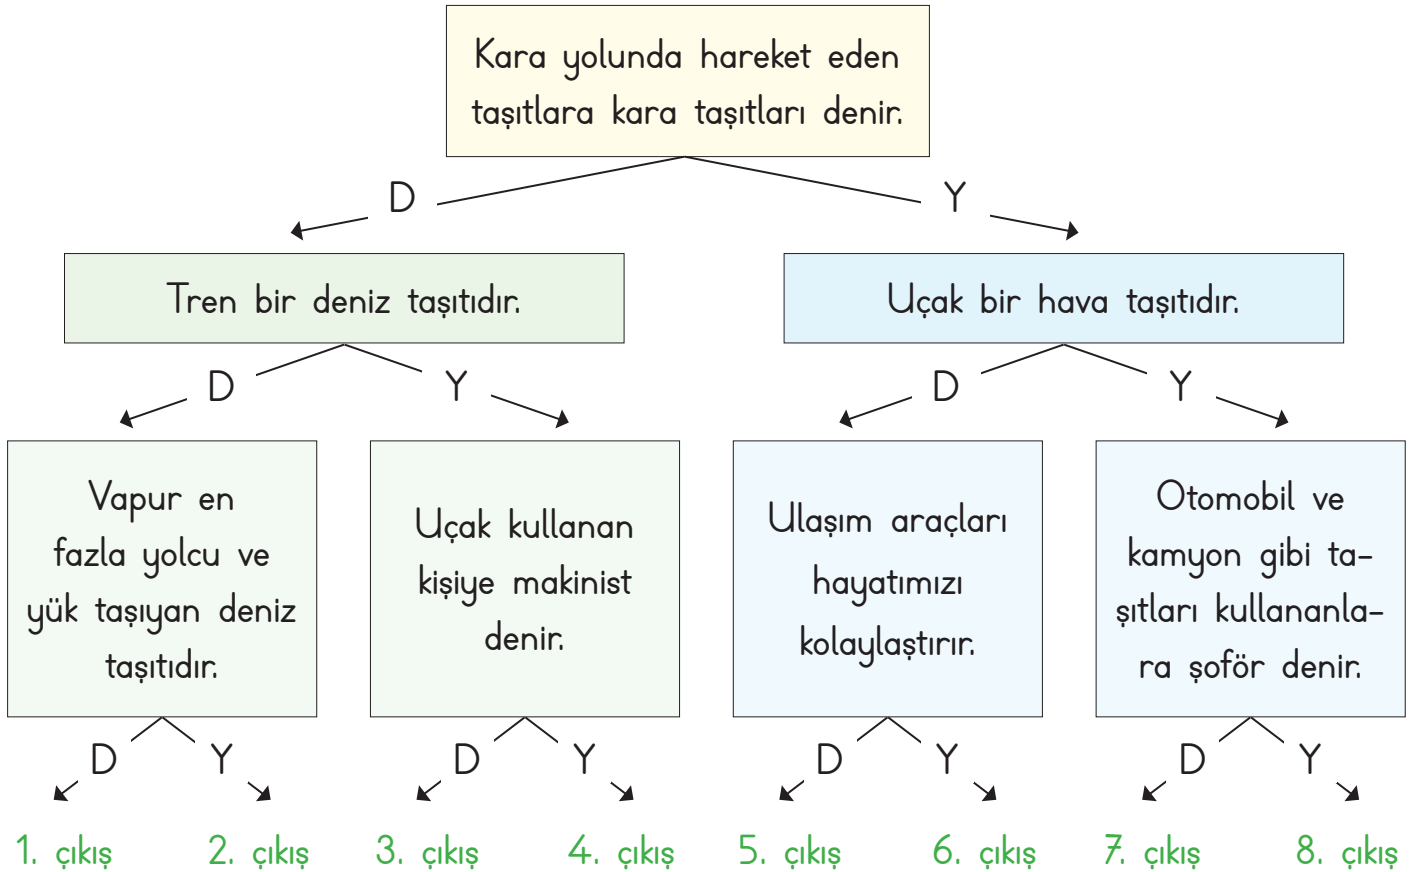 Kara yolunda hareket eden
taşıtlara kara taşıtları denir.
D
Y
Tren bir deniz taşıtıdır.
Uçak bir hava taşıtıdır.
D
Y
D
Y
Vapur en
fazla yolcu ve
yük taşıyan deniz
taşıtıdır.
Uçak kullanan
kişiye makinist
denir.
Ulaşım araçları
hayatımızı
kolaylaştırır.
Otomobil ve
kamyon gibi ta-
şıtları kullananla-
ra şoför denir.
D
Y
D
Y
D
Y
D
Y
1. çıkış
2. çıkış
3. çıkış
4. çıkış
5. çıkış
6. çıkış
7. çıkış
8. çıkış